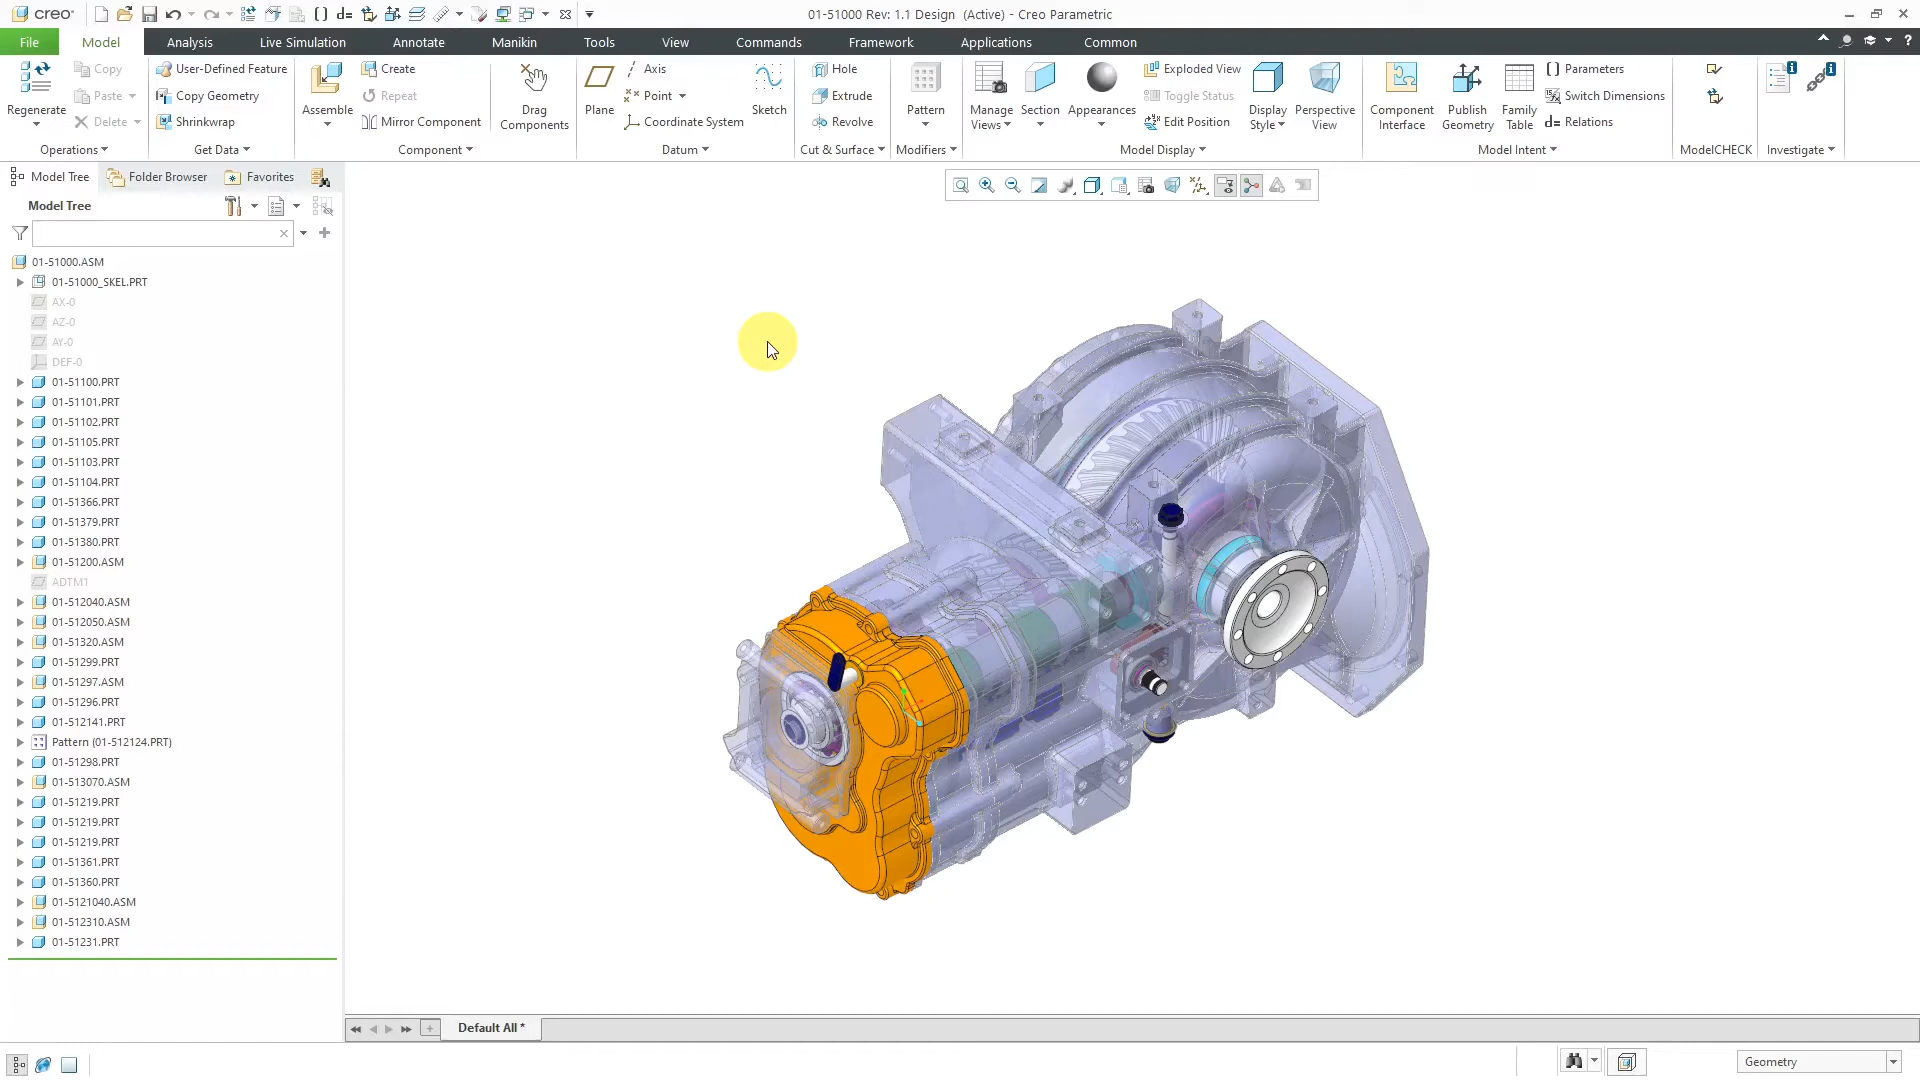 creo
01-51000 Rev: 1.1 Design (Active) - Creo Parametric
File
Model
Analysis
Live Simulation
Annotate
Manikin
Tools
View
Commands
Framework
Applications
Common
Regenerate
Copy
Paste
Delete
Operations
User-Defined Feature
Copy Geometry
Shrinkwrap
Get Data
Assemble
Create
Repeat
Mirror Component
Drag
Components
Component
Plane
Axis
Point
Coordinate System
Sketch
Datum
Hole
Extrude
Revolve
Cut & Surface
Pattern
Modifiers
Manage
Views
Section
Appearances
Exploded View
Toggle Status
Edit Position
Display
Style
Perspective
View
Model Display
Component
Interface
Publish
Geometry
Family
Table
Parameters
Switch Dimensions
d= Relations
Model Intent
ModelCHECK
Investigate
Model Tree
Folder Browser
Favorites
Model Tree
01-51000.ASM
01-51000_SKEL.PRT
AX-0
AZ-0
AY-0
DEF-0
01-51100.PRT
01-51101.PRT
01-51102.PRT
01-51105.PRT
01-51103.PRT
01-51104.PRT
01-51366.PRT
01-51379.PRT
01-51380.PRT
01-51200.ASM
ADTM1
01-512040.ASM
01-512050.ASM
01-51320.ASM
01-51299.PRT
01-51297.ASM
01-51296.PRT
01-512141.PRT
Pattern (01-512124.PRT)
01-51298.PRT
01-513070.ASM
01-51219.PRT
01-51219.PRT
01-51219.PRT
01-51361.PRT
01-51360.PRT
01-5121040.ASM
01-512310.ASM
01-51231.PRT
Default All *
Geometry